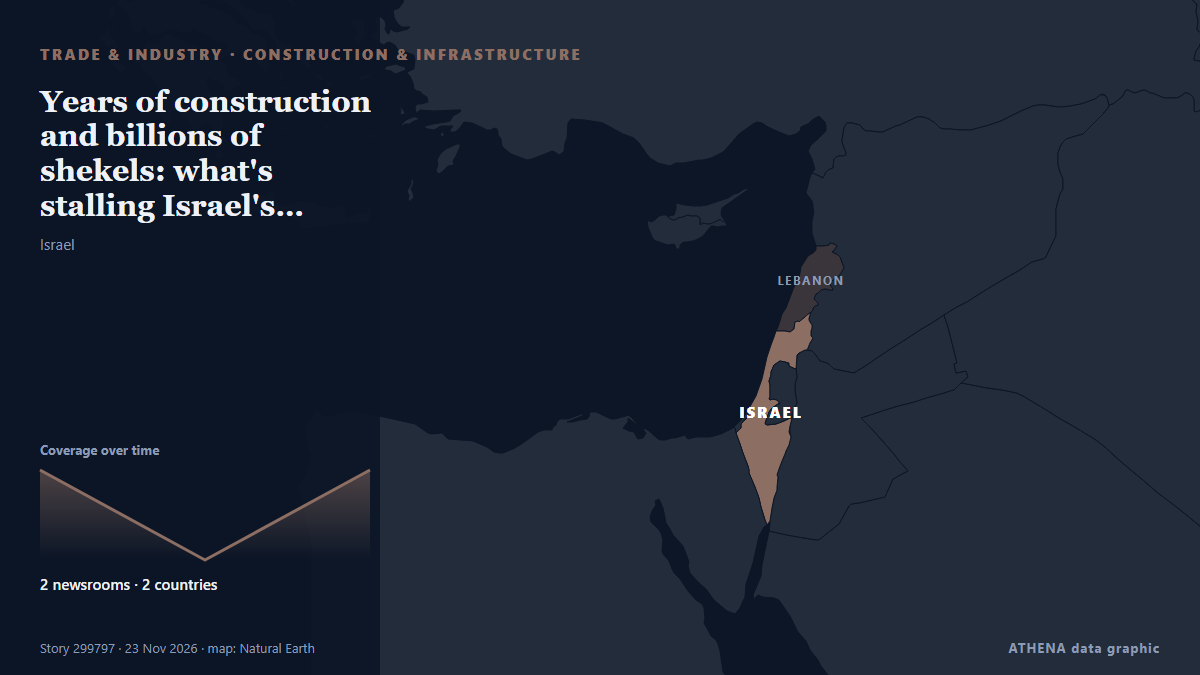 TRADE & INDUSTRY · CONSTRUCTION & INFRASTRUCTURE
Years of construction
and billions of
shekels: what's
stalling Israel's...
Israel
LEBANON
ISRAEL
Coverage over time
2 newsrooms · 2 countries
Story 299797 · 23 Nov 2026 · map: Natural Earth
ATHENA data graphic